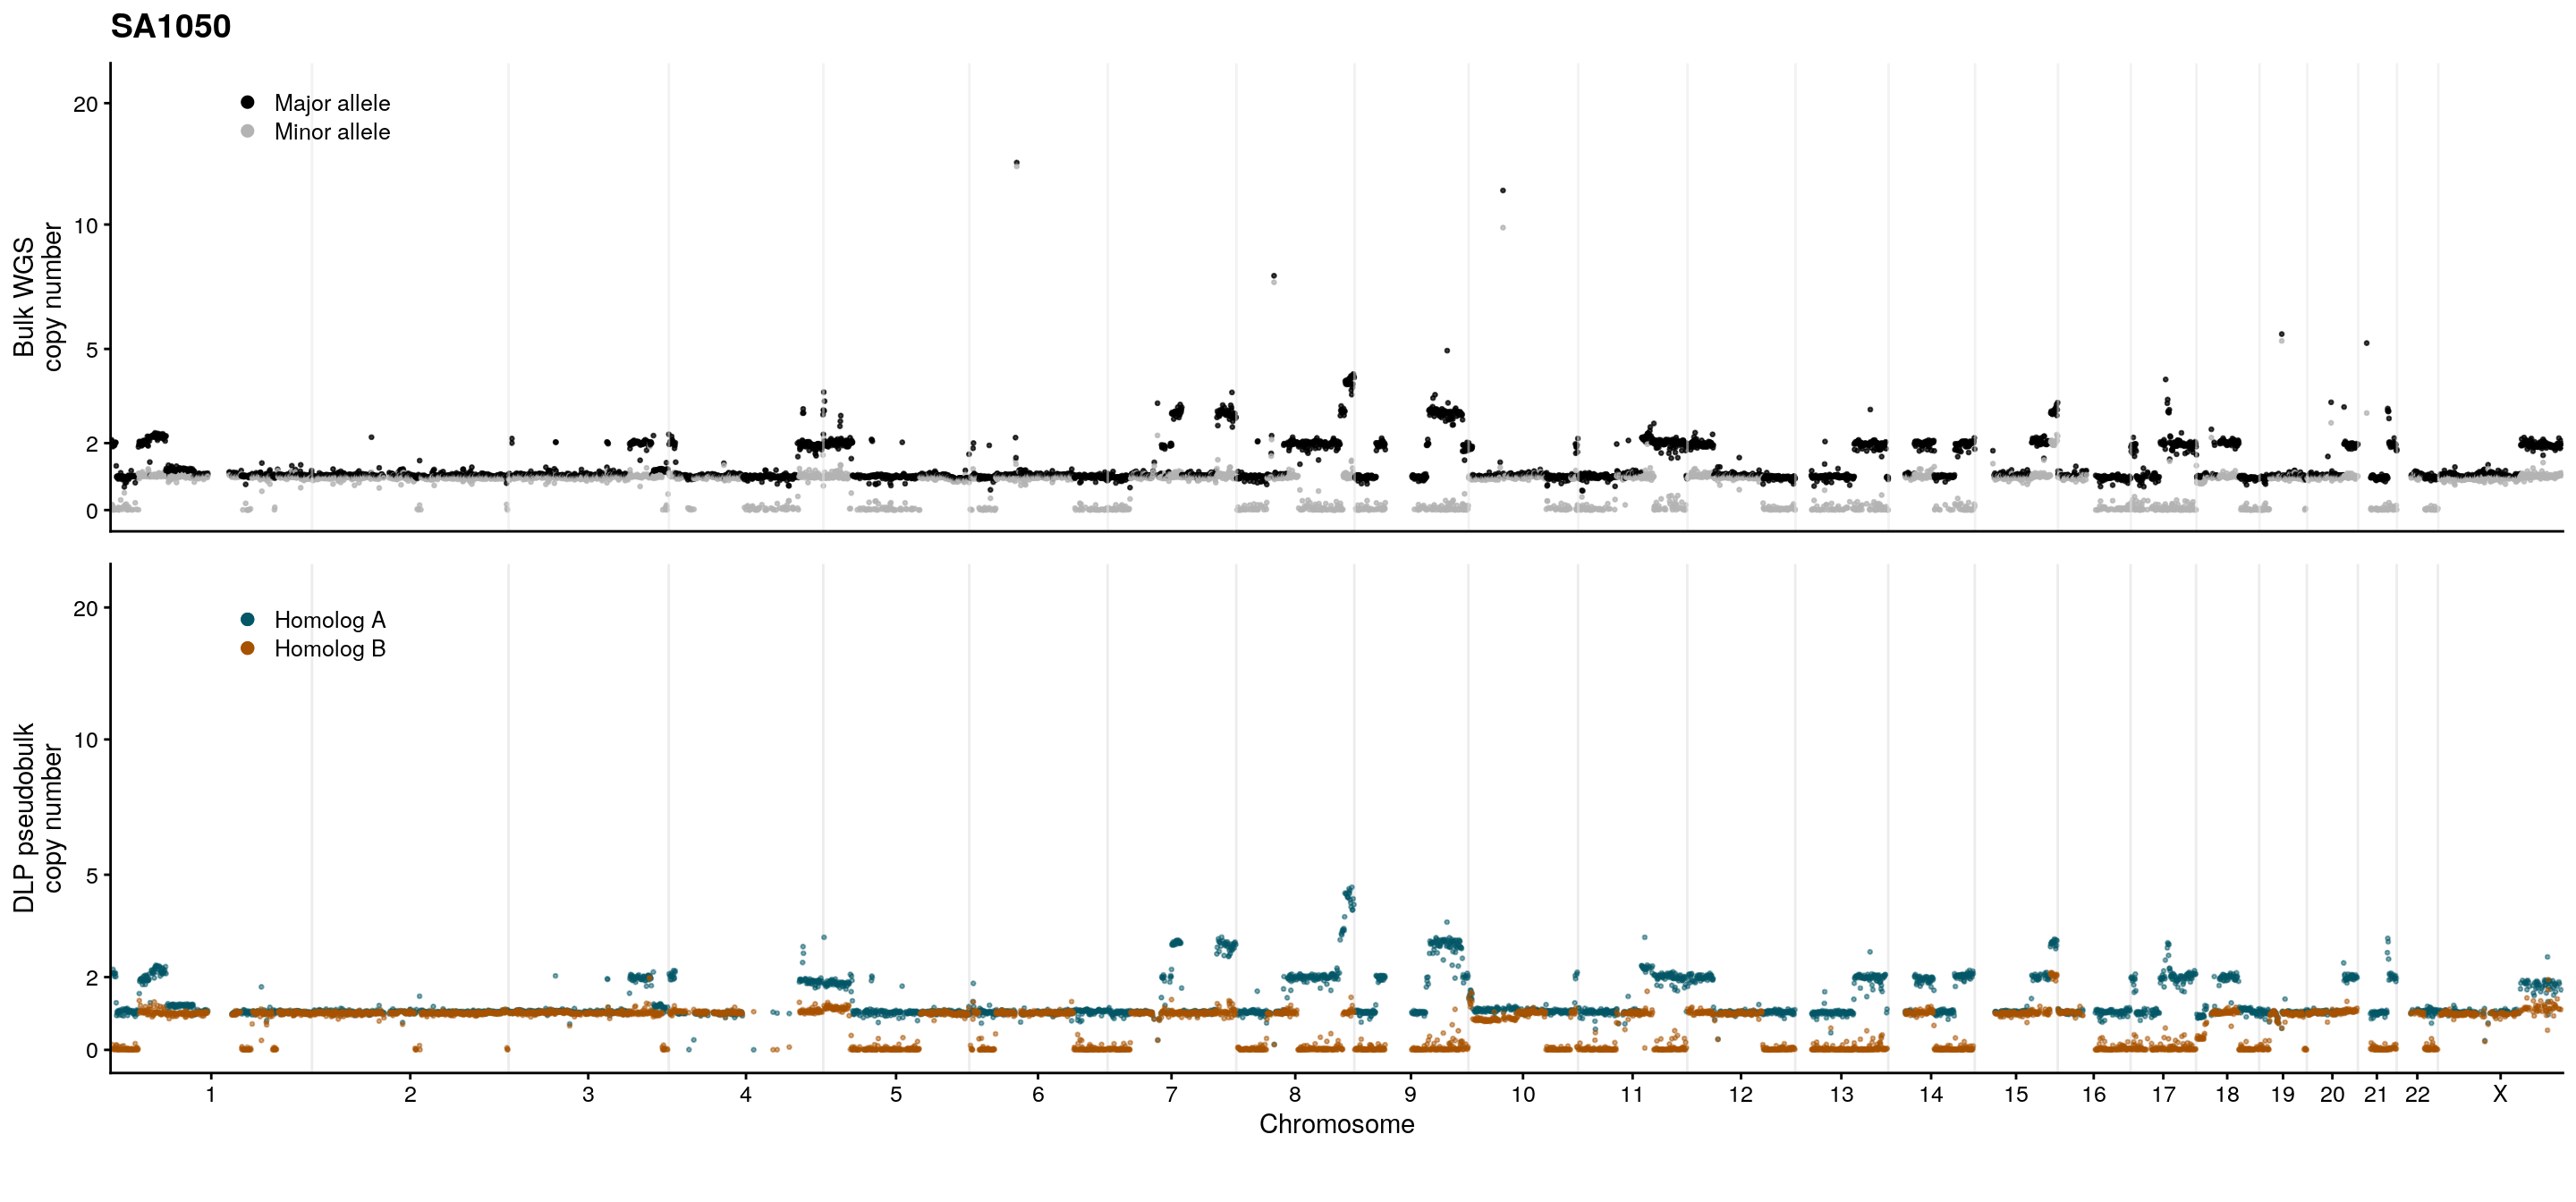 SA1050
Bulk WGS
copy number
20
10
5
2
0
Major allele
Minor allele
DLP pseudobulk
copy number
20
10
5
2
0
Homolog A
Homolog B
1 2 3 4 5 6 7 8 9 10 11 12 13 14 15 16 17 18 19 20 21 22 X
Chromosome